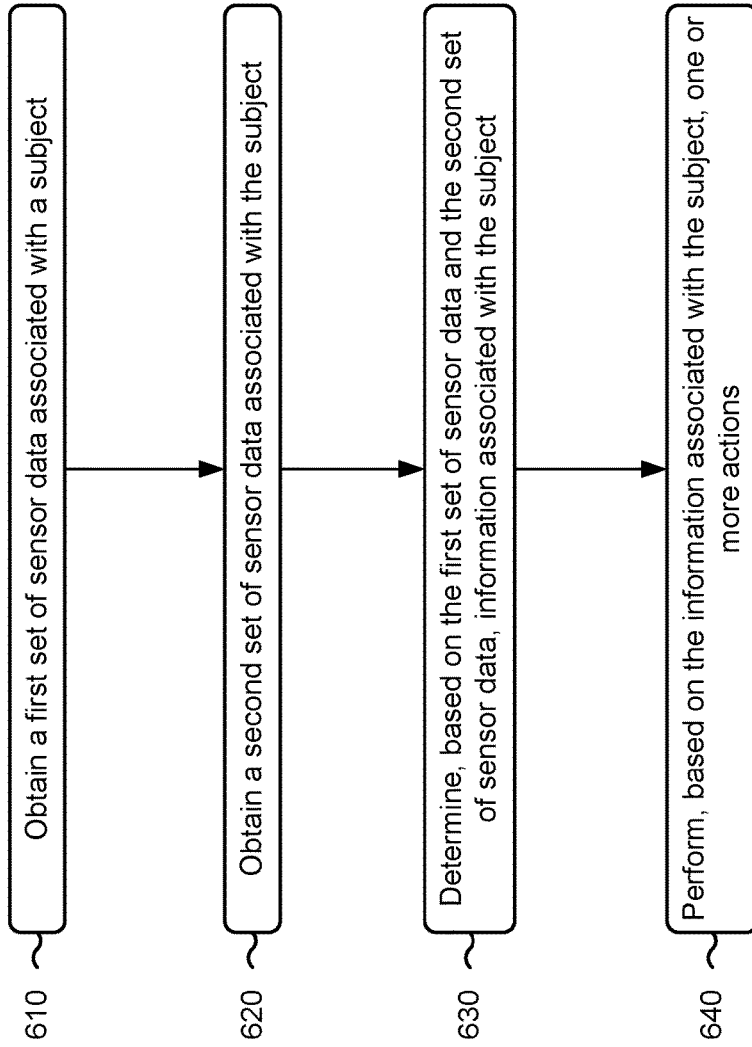 610
Obtain a first set of sensor data associated with a subject
620
Obtain a second set of sensor data associated with the subject
630
Determine, based on the first set of sensor data and the second set
of sensor data, information associated with the subject
640
Perform, based on the information associated with the subject, one or
more actions